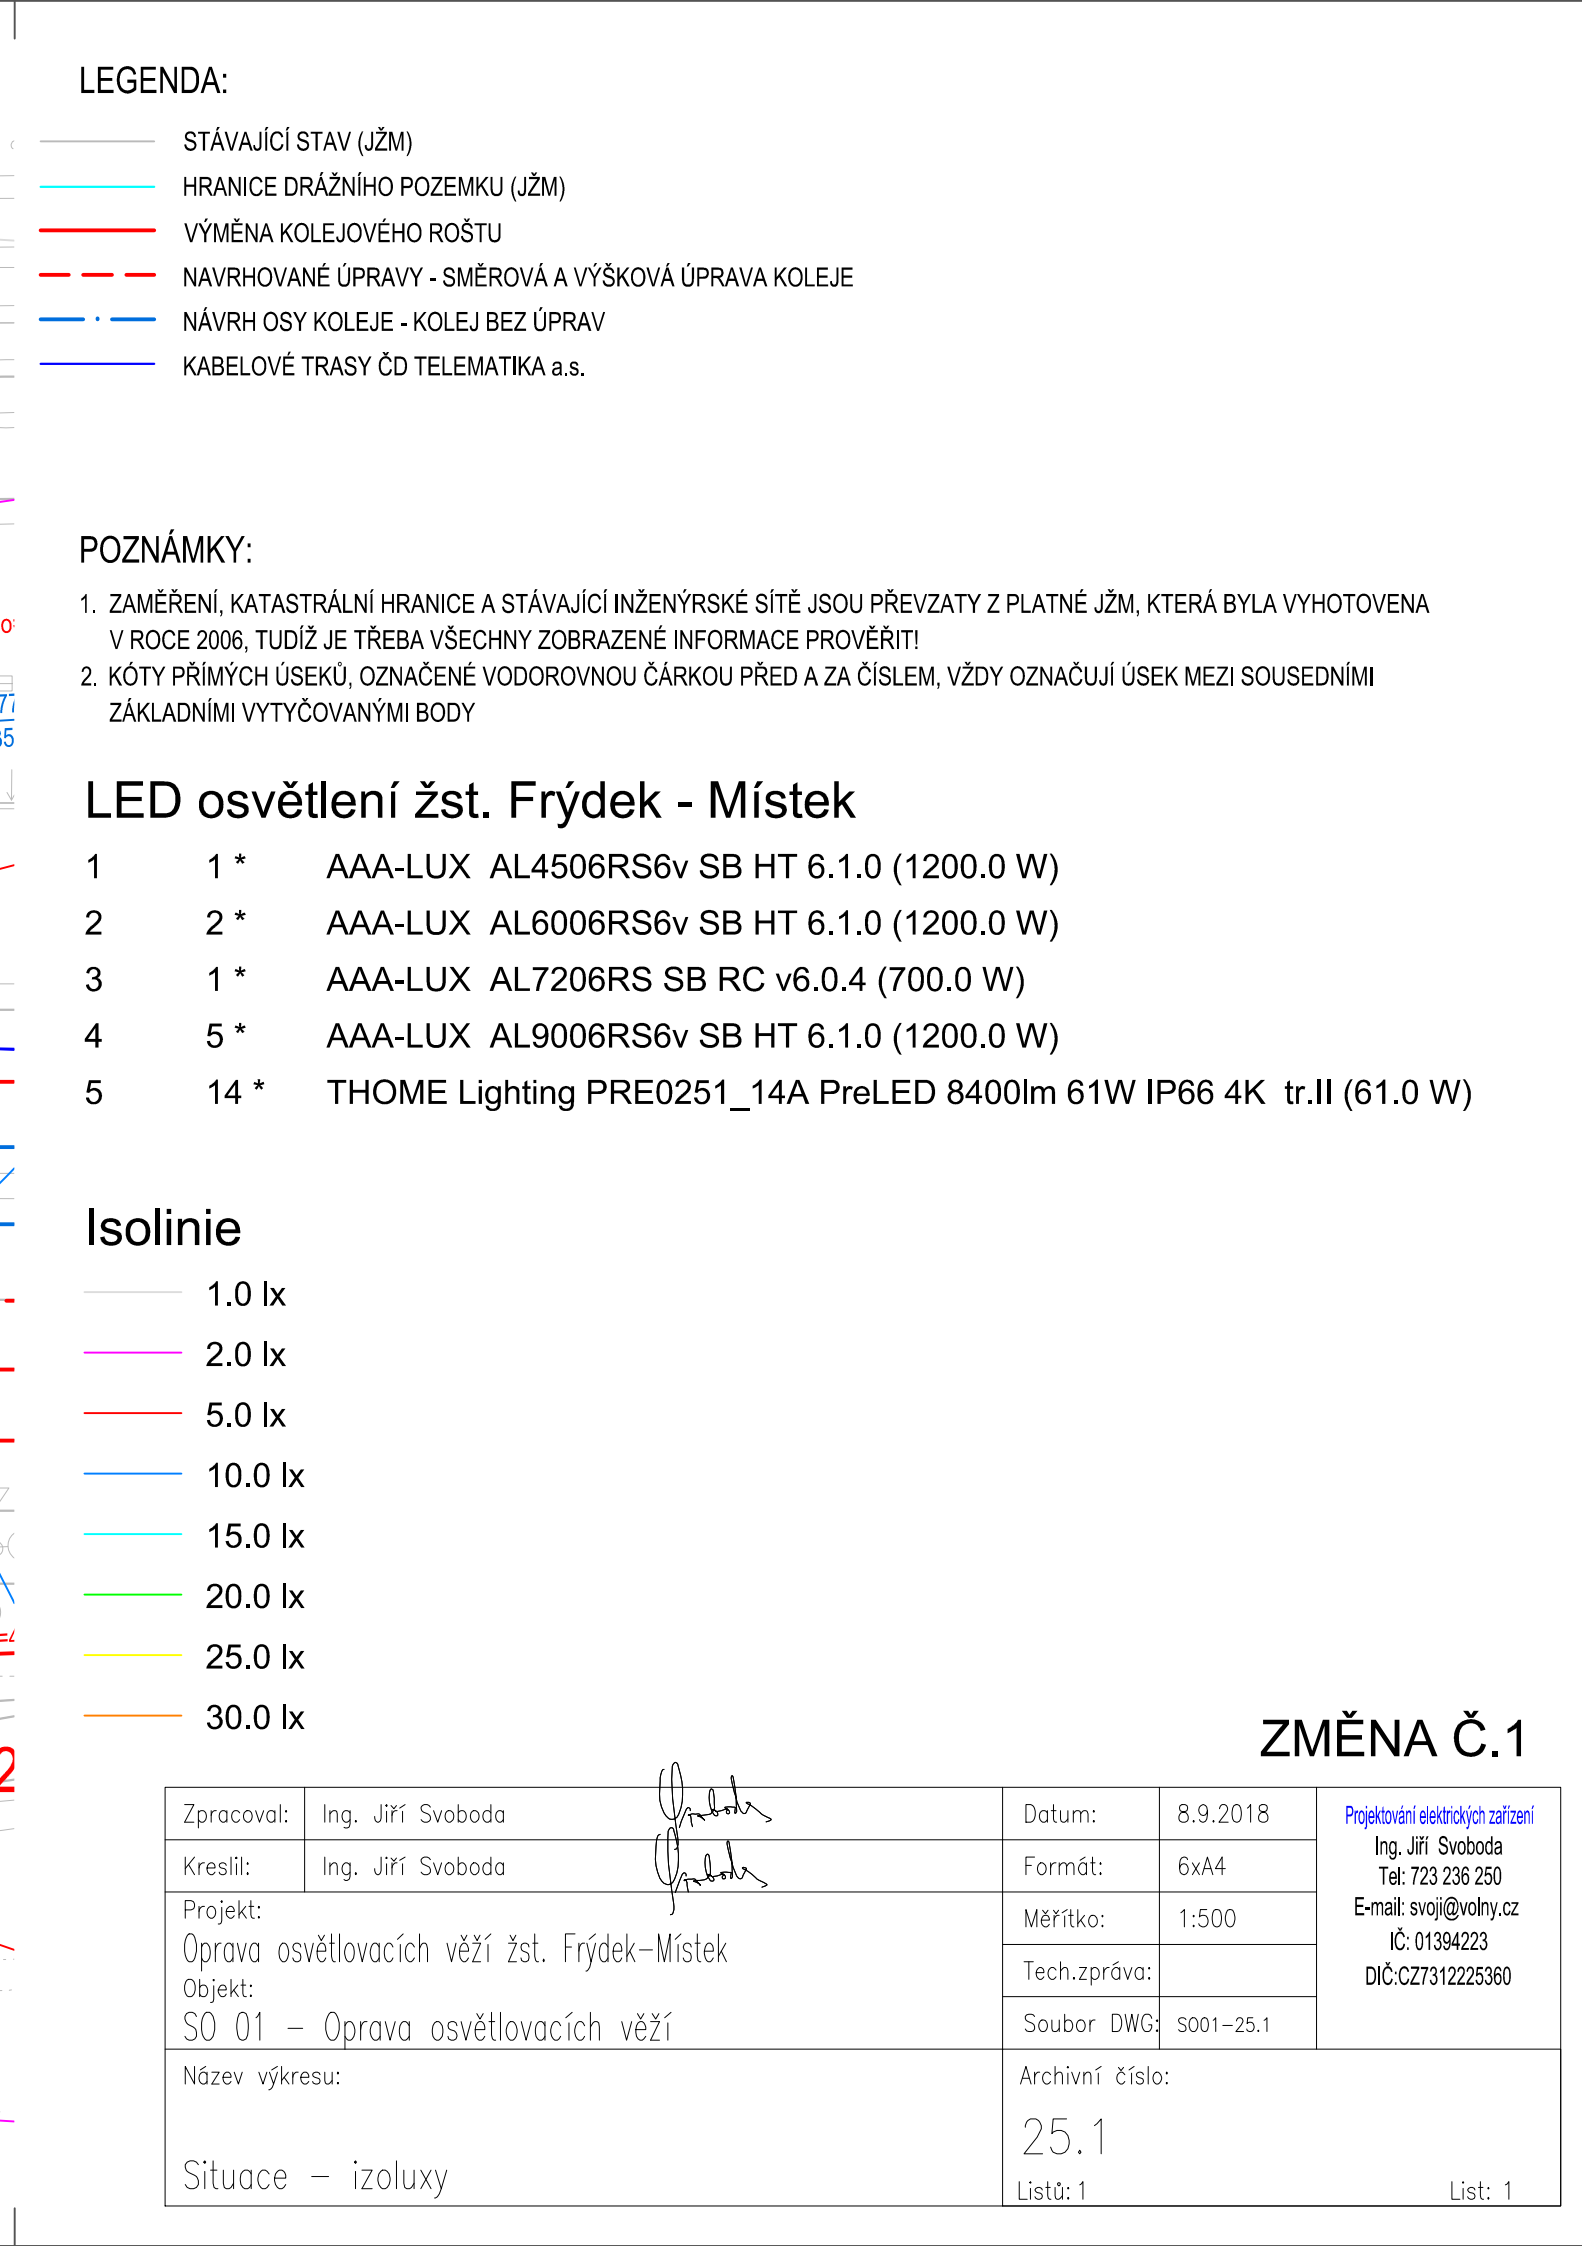 LEGENDA:
STÁVAJÍCÍ STAV (JŽM)
HRANICE DRÁŽNÍHO POZEMKU (JŽM)
VÝMĚNA KOLEJOVÉHO ROŠTU
NAVRHOVANÉ ÚPRAVY - SMĚROVÁ A VÝŠKOVÁ ÚPRAVA KOLEJE
NÁVRH OSY KOLEJE - KOLEJ BEZ ÚPRAV
KABELOVÉ TRASY ČD TELEMATIKA a.s.
POZNÁMKY:
1. ZAMĚŘENÍ, KATASTRÁLNÍ HRANICE A STÁVAJÍCÍ INŽENÝRSKÉ SÍTĚ JSOU PŘEVZATY Z PLATNÉ JŽM, KTERÁ BYLA VYHOTOVENA
V ROCE 2006, TUDÍŽ JE TŘEBA VŠECHNY ZOBRAZENÉ INFORMACE PROVĚŘIT!
2. KÓTY PŘÍMÝCH ÚSEKŮ, OZNAČENÉ VODOROVNOU ČÁRKOU PŘED A ZA ČÍSLEM, VŽDY OZNAČUJÍ ÚSEK MEZI SOUSEDNÍMI
ZÁKLADNÍMI VYTYČOVANÝMI BODY
LED osvětlení žst. Frýdek - Místek
1 1 * AAA-LUX AL4506RS6v SB HT 6.1.0 (1200.0 W)
2 2 * AAA-LUX AL6006RS6v SB HT 6.1.0 (1200.0 W)
3 1 * AAA-LUX AL7206RS SB RC v6.0.4 (700.0 W)
4 5 * AAA-LUX AL9006RS6v SB HT 6.1.0 (1200.0 W)
5 14 * THOME Lighting PRE0251_14A PreLED 8400lm 61W IP66 4K tr.II (61.0 W)
Isolinie
1.0 lx
2.0 lx
5.0 lx
10.0 lx
15.0 lx
20.0 lx
25.0 lx
30.0 lx
ZMĚNA Č.1
Zpracoval: Ing. Jiří Svoboda
Kreslil: Ing. Jiří Svoboda
Projekt:
Oprava osvětlovacích věží žst. Frýdek-Místek
Objekt:
SO 01 - Oprava osvětlovacích věží
Název výkresu:
Situace - izoluxy
Datum: 8.9.2018
Formát: 6xA4
Měřítko: 1:500
Tech.zpráva:
Soubor DWG: SO01-25.1
Projektování elektrických zařízení
Ing. Jiří Svoboda
Tel: 723 236 250
E-mail: svoji@volny.cz
IČ: 01394223
DIČ:CZ7312225360
Archivní číslo:
25.1
Listů: 1 List: 1